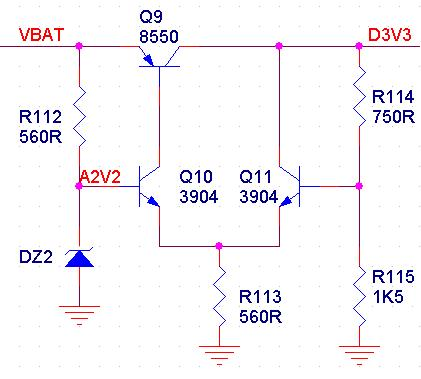 Q9
8550
VBAT
D3V3
R112
560R
R114
750R
A2V2
Q10
3904
Q11
3904
DZ2
R113
560R
R115
1K5